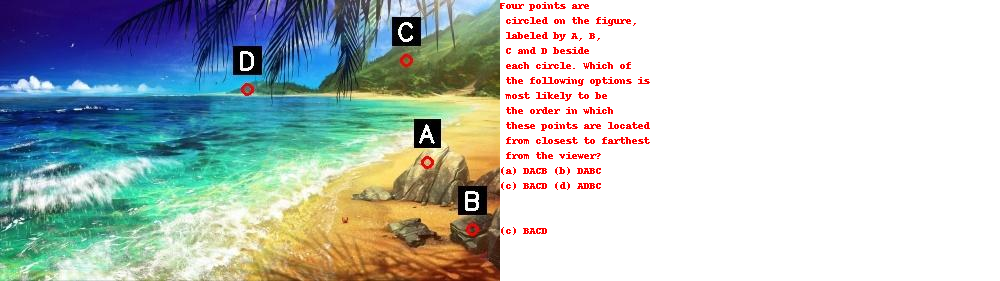 D
C
A
B
Four points are
circled on the figure,
labeled by A, B,
C and D beside
each circle. Which of
the following options is
most likely to be
the order in which
these points are located
from closest to farthest
from the viewer?
(a) DACB (b) DABC
(c) BACD (d) ADBC
(c) BACD